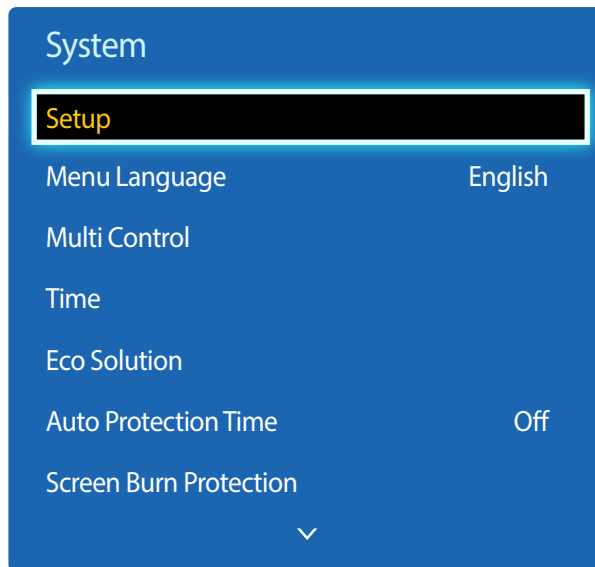 System
Setup
Menu Language English
Multi Control
Time
Eco Solution
Auto Protection Time Off
Screen Burn Protection